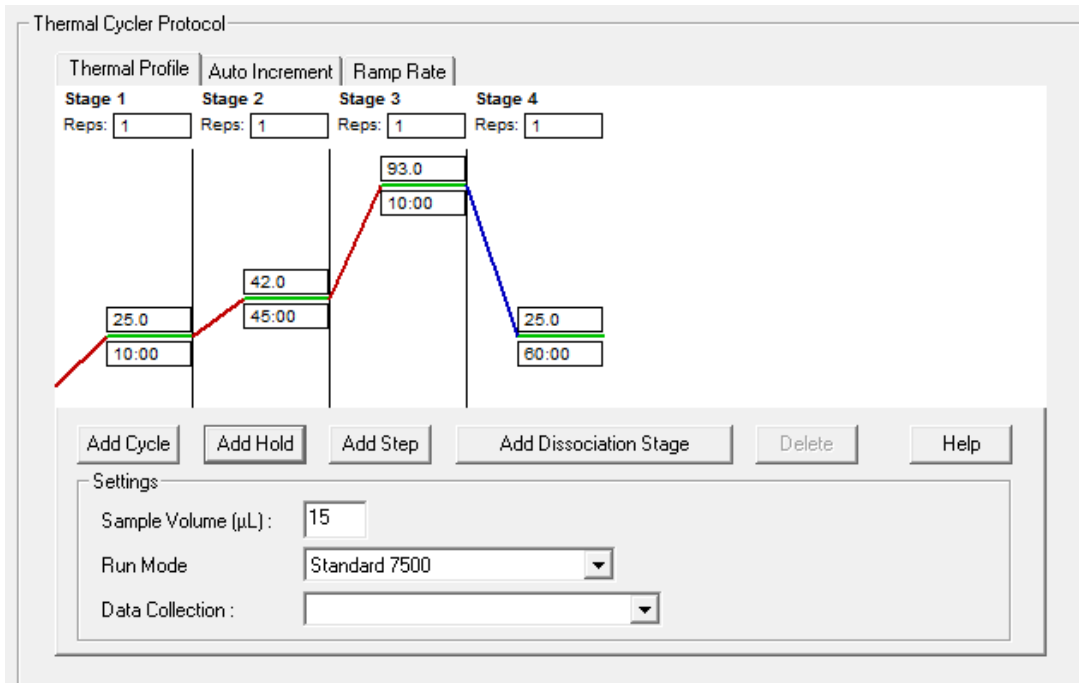 Thermal Cycler Protocol
Thermal Profile Auto Increment Ramp Rate
Stage 1 Stage 2 Stage 3 Stage 4
Reps: 1 Reps: 1 Reps: 1 Reps: 1
93.0
10:00
42.0
45:00
25.0 25.0
10:00 60:00
Add Cycle Add Hold Add Step Add Dissociation Stage Delete Help
Settings
Sample Volume (µL) : 15
Run Mode Standard 7500
Data Collection :